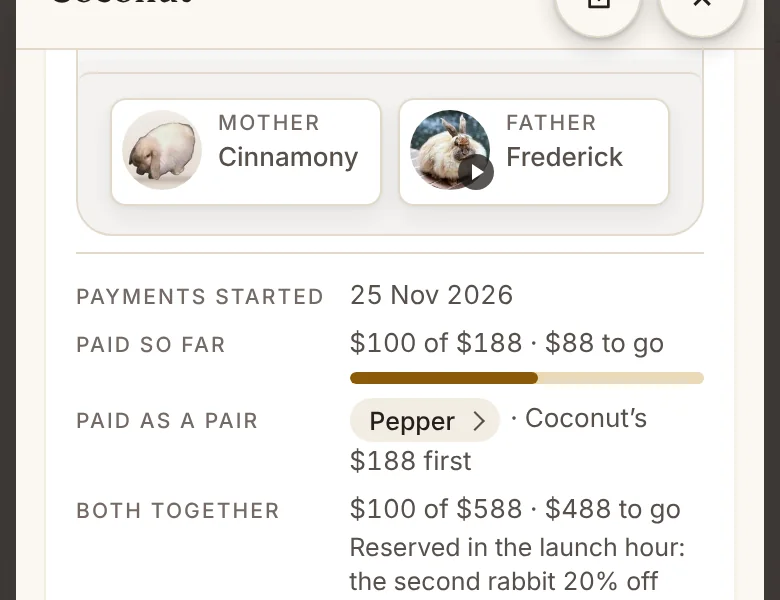 Coconut
MOTHER
Cinnamony
FATHER
Frederick
PAYMENTS STARTED 25 Nov 2026
PAID SO FAR $100 of $188 · $88 to go
PAID AS A PAIR Pepper · Coconut’s
$188 first
BOTH TOGETHER $100 of $588 · $488 to go
Reserved in the launch hour:
the second rabbit 20% off